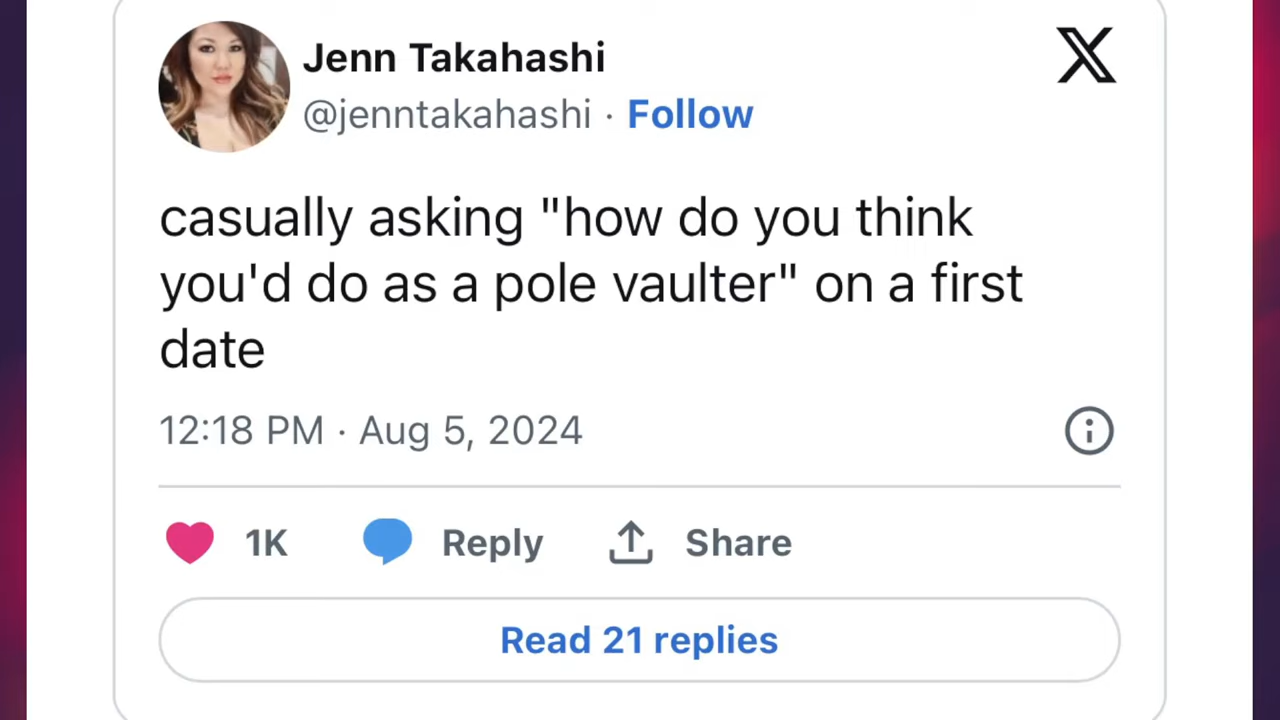 Jenn Takahashi
@jenntakahashi · Follow
casually asking "how do you think
you'd do as a pole vaulter" on a first
date
12:18 PM · Aug 5, 2024
1K Reply Share
Read 21 replies